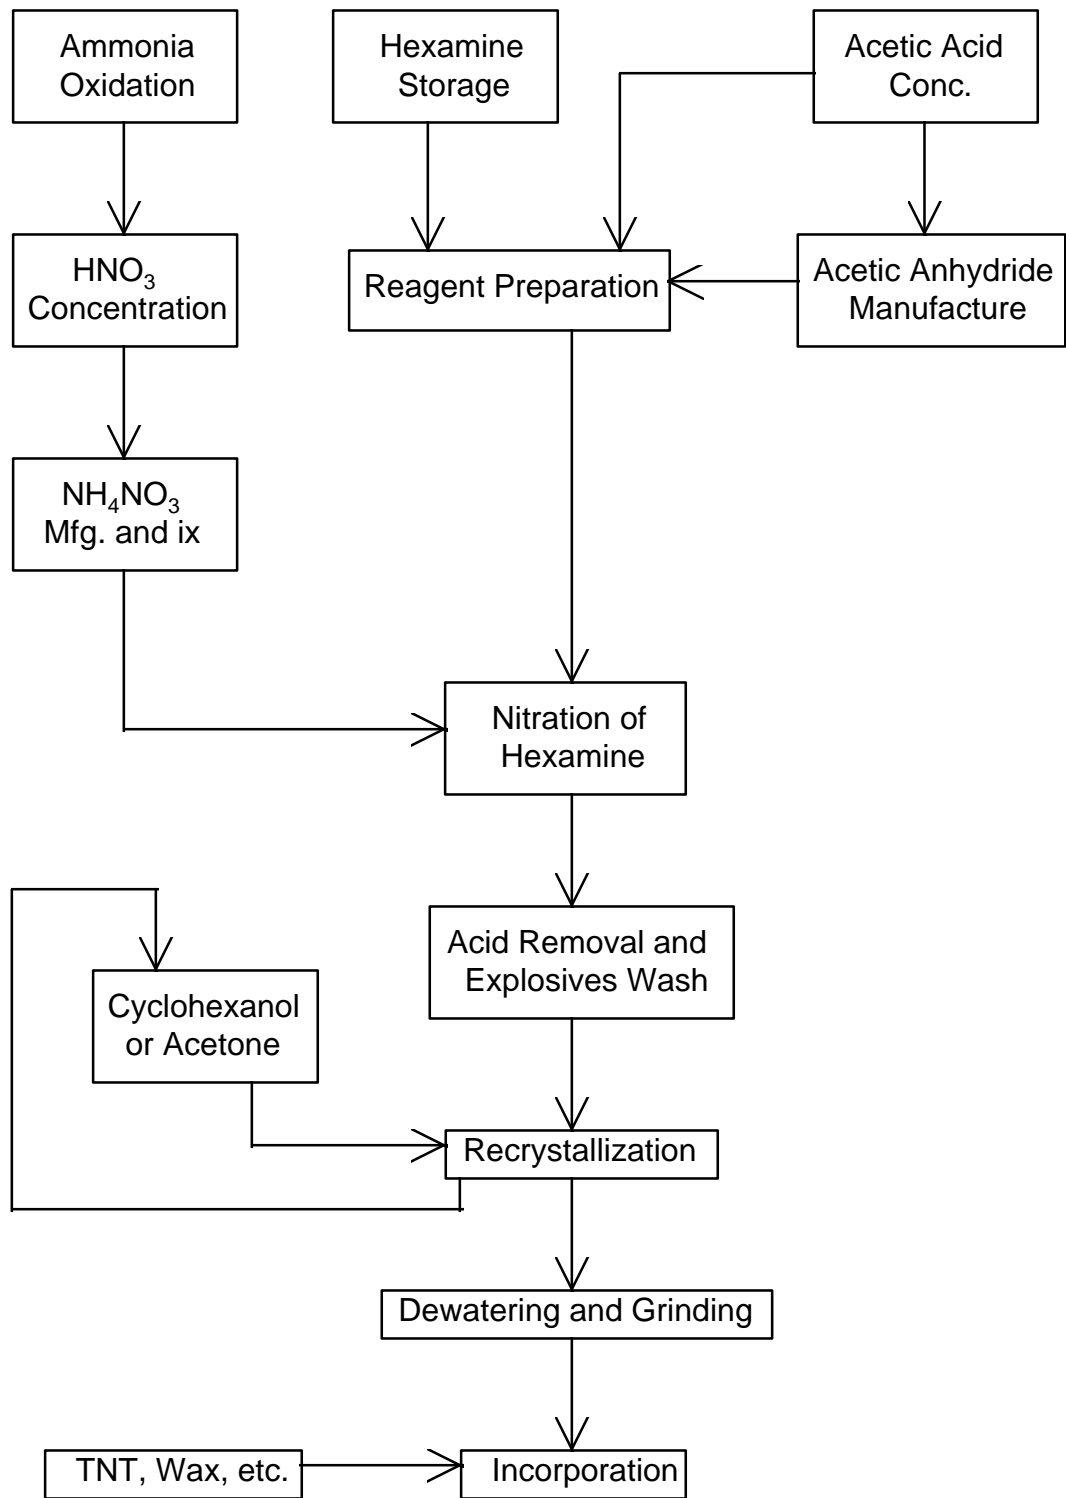 Ammonia
Oxidation
Hexamine
Storage
Acetic Acid
Conc.
HNO₃
Concentration
Reagent Preparation
Acetic Anhydride
Manufacture
NH₄NO₃
Mfg. and ix
Nitration of
Hexamine
Acid Removal and
Explosives Wash
Cyclohexanol
or Acetone
Recrystallization
Dewatering and Grinding
TNT, Wax, etc.
Incorporation